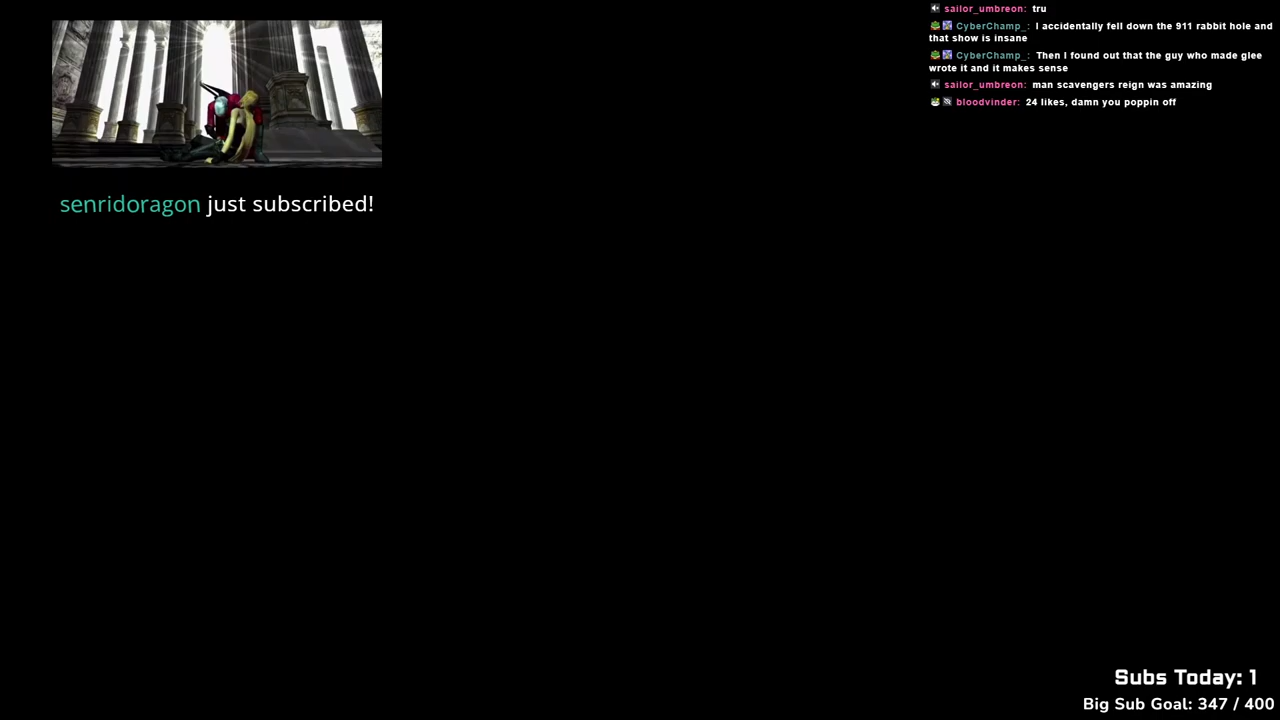 senridoragon just subscribed!
sailor_umbreon: tru
CyberChamp_: I accidentally fell down the 911 rabbit hole and
that show is insane
CyberChamp_: Then I found out that the guy who made glee
wrote it and it makes sense
sailor_umbreon: man scavengers reign was amazing
bloodvinder: 24 likes, damn you poppin off
Subs Today: 1
Big Sub Goal: 347 / 400